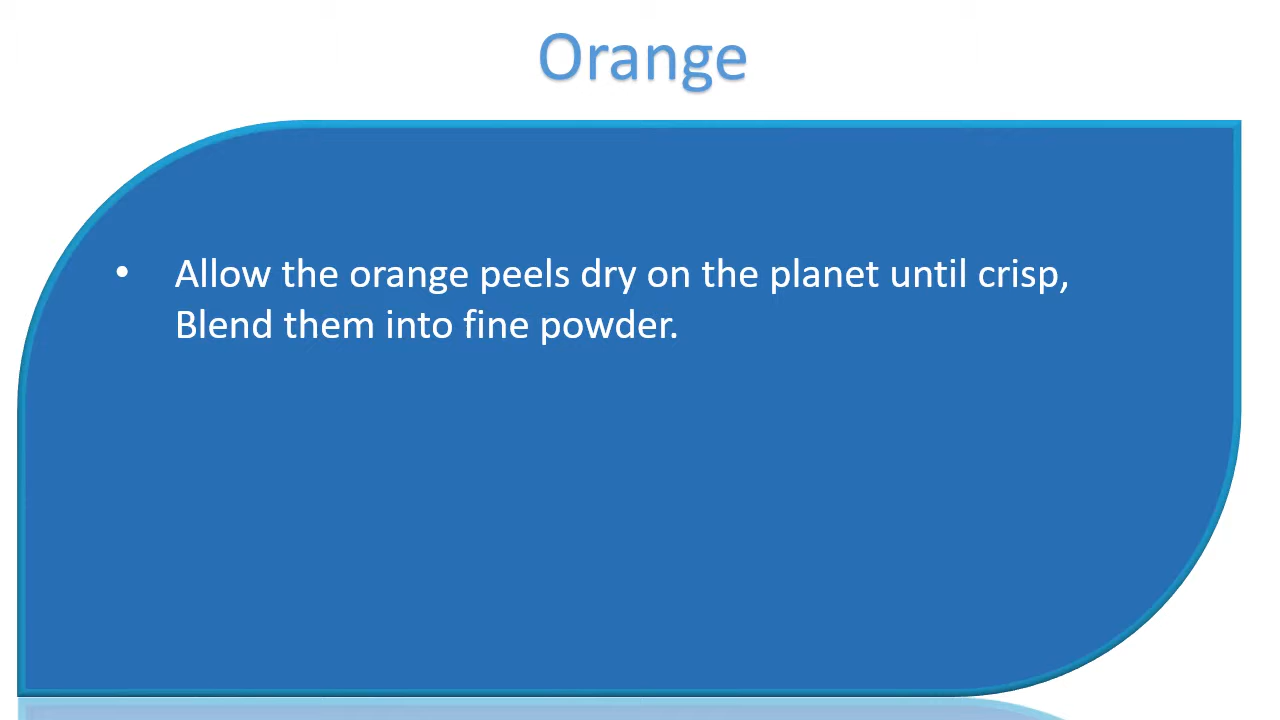 Orange
• Allow the orange peels dry on the planet until crisp,
Blend them into fine powder.